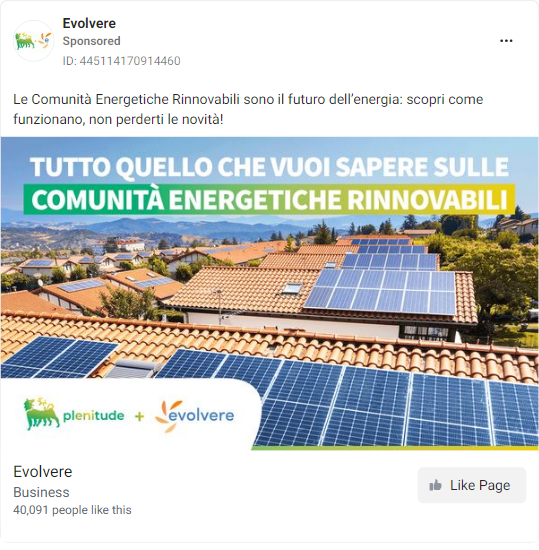 Evolvere
Sponsored
ID: 445114170914460
Le Comunità Energetiche Rinnovabili sono il futuro dell'energia: scopri come
funzionano, non perderti le novità!
TUTTO QUELLO CHE VUOI SAPERE SULLE
COMUNITÀ ENERGETICHE RINNOVABILI
plenitude + evolvere
Evolvere
Business
40,091 people like this
Like Page